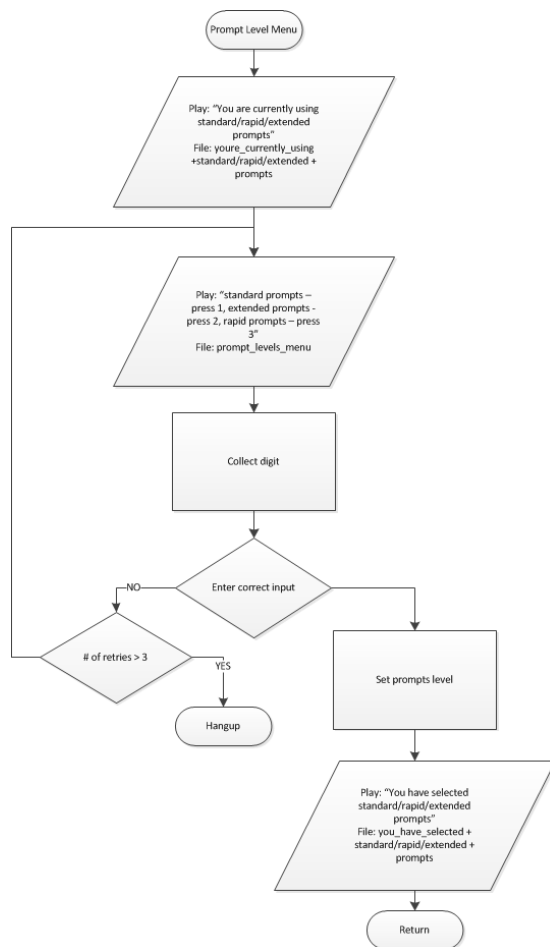 Prompt Level Menu
Play: “You are currently using
standard/rapid/extended
prompts”
File: youre_currently_using
+standard/rapid/extended +
prompts
Play: “standard prompts –
press 1, extended prompts -
press 2, rapid prompts – press
3”
File: prompt_levels_menu
Collect digit
Enter correct input
NO
# of retries > 3
YES
Hangup
Set prompts level
Play: “You have selected
standard/rapid/extended
prompts”
File: you_have_selected +
standard/rapid/extended +
prompts
Return